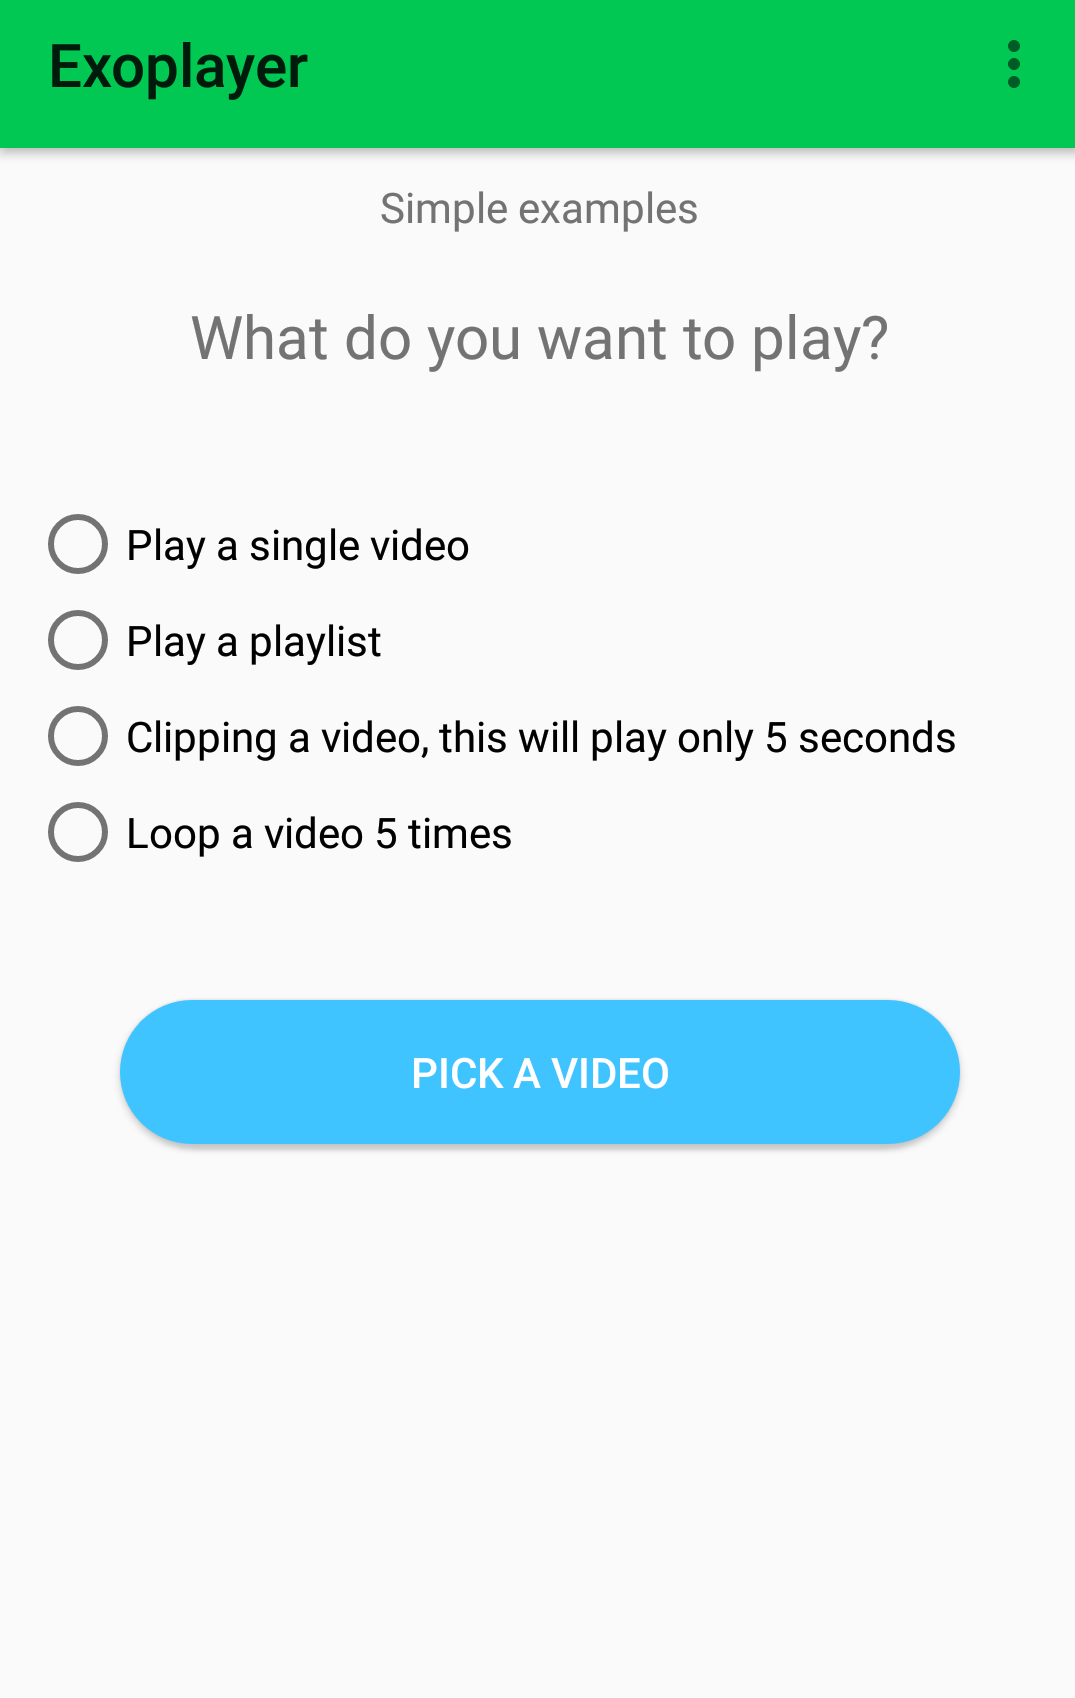 Exoplayer
Simple examples
What do you want to play?
Play a single video
Play a playlist
Clipping a video, this will play only 5 seconds
Loop a video 5 times
PICK A VIDEO